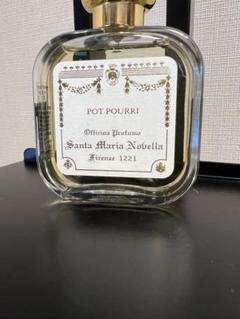 POT POURRI
Officina Profumo
Santa Maria Novella
Firenze 1221